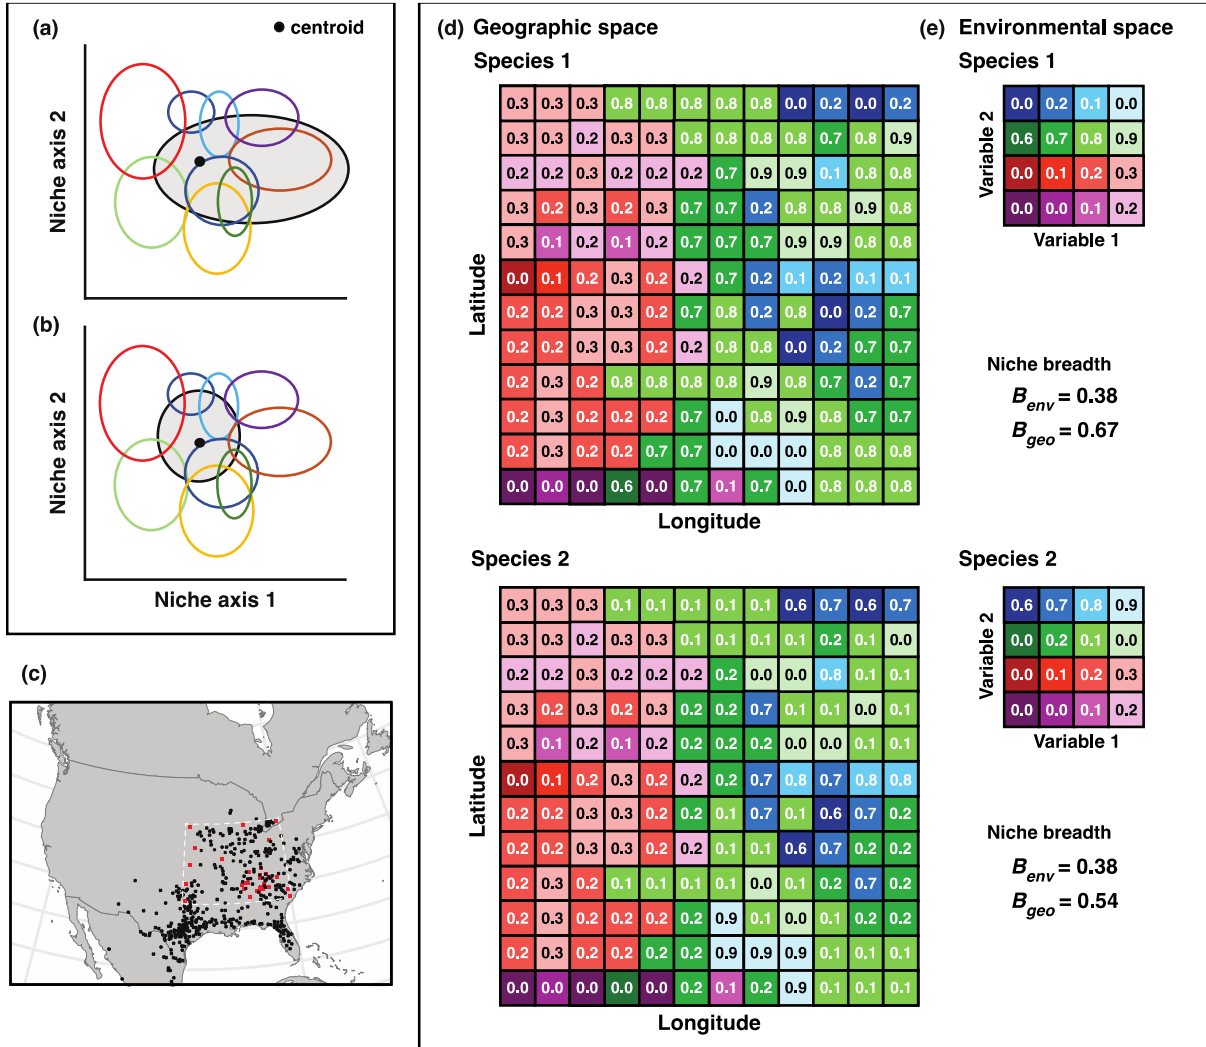 (a)
centroid
Niche axis 2
(b)
Niche axis 2
Niche axis 1
(c)
(d) Geographic space
Species 1
Latitude
0.3 0.3 0.3 0.8 0.8 0.8 0.8 0.8 0.0 0.2 0.0 0.2
0.3 0.3 0.2 0.3 0.3 0.8 0.8 0.8 0.8 0.7 0.8 0.9
0.2 0.2 0.3 0.2 0.2 0.2 0.7 0.9 0.9 0.1 0.8 0.8
0.3 0.2 0.3 0.2 0.3 0.7 0.7 0.2 0.8 0.8 0.9 0.8
0.3 0.1 0.2 0.1 0.2 0.7 0.7 0.7 0.9 0.9 0.8 0.8
0.0 0.1 0.2 0.3 0.2 0.2 0.7 0.2 0.1 0.2 0.1 0.1
0.2 0.2 0.3 0.3 0.2 0.7 0.8 0.2 0.8 0.0 0.2 0.7
0.2 0.2 0.3 0.3 0.2 0.2 0.8 0.8 0.0 0.2 0.7 0.7
0.2 0.3 0.2 0.8 0.8 0.8 0.8 0.9 0.8 0.7 0.2 0.7
0.2 0.3 0.2 0.2 0.2 0.7 0.0 0.8 0.9 0.8 0.7 0.7
0.2 0.3 0.2 0.2 0.7 0.7 0.0 0.0 0.0 0.8 0.8 0.8
0.0 0.0 0.0 0.6 0.0 0.7 0.1 0.7 0.0 0.8 0.8 0.8
Longitude
Species 2
Latitude
0.3 0.3 0.3 0.1 0.1 0.1 0.1 0.1 0.6 0.7 0.6 0.7
0.3 0.3 0.2 0.3 0.3 0.1 0.1 0.1 0.1 0.2 0.1 0.0
0.2 0.2 0.3 0.2 0.2 0.2 0.2 0.0 0.0 0.8 0.1 0.1
0.3 0.2 0.3 0.2 0.3 0.2 0.2 0.7 0.1 0.1 0.0 0.1
0.3 0.1 0.2 0.1 0.2 0.2 0.2 0.2 0.0 0.0 0.1 0.1
0.0 0.1 0.2 0.3 0.2 0.2 0.2 0.7 0.8 0.7 0.8 0.8
0.2 0.2 0.3 0.3 0.2 0.2 0.1 0.7 0.1 0.6 0.7 0.2
0.2 0.2 0.3 0.3 0.2 0.2 0.1 0.1 0.6 0.7 0.2 0.2
0.2 0.3 0.2 0.1 0.1 0.1 0.1 0.0 0.1 0.2 0.7 0.2
0.2 0.3 0.2 0.2 0.2 0.2 0.9 0.1 0.0 0.1 0.2 0.2
0.2 0.3 0.2 0.2 0.2 0.2 0.9 0.9 0.9 0.1 0.1 0.1
0.0 0.0 0.0 0.0 0.0 0.2 0.1 0.2 0.9 0.1 0.1 0.1
Longitude
(e) Environmental space
Species 1
Variable 2
0.0 0.2 0.1 0.0
0.6 0.7 0.8 0.9
0.0 0.1 0.2 0.3
0.0 0.0 0.1 0.2
Variable 1
Niche breadth
Benv = 0.38
Bgeo = 0.67
Species 2
Variable 2
0.6 0.7 0.8 0.9
0.0 0.2 0.1 0.0
0.0 0.1 0.2 0.3
0.0 0.0 0.1 0.2
Variable 1
Niche breadth
Benv = 0.38
Bgeo = 0.54